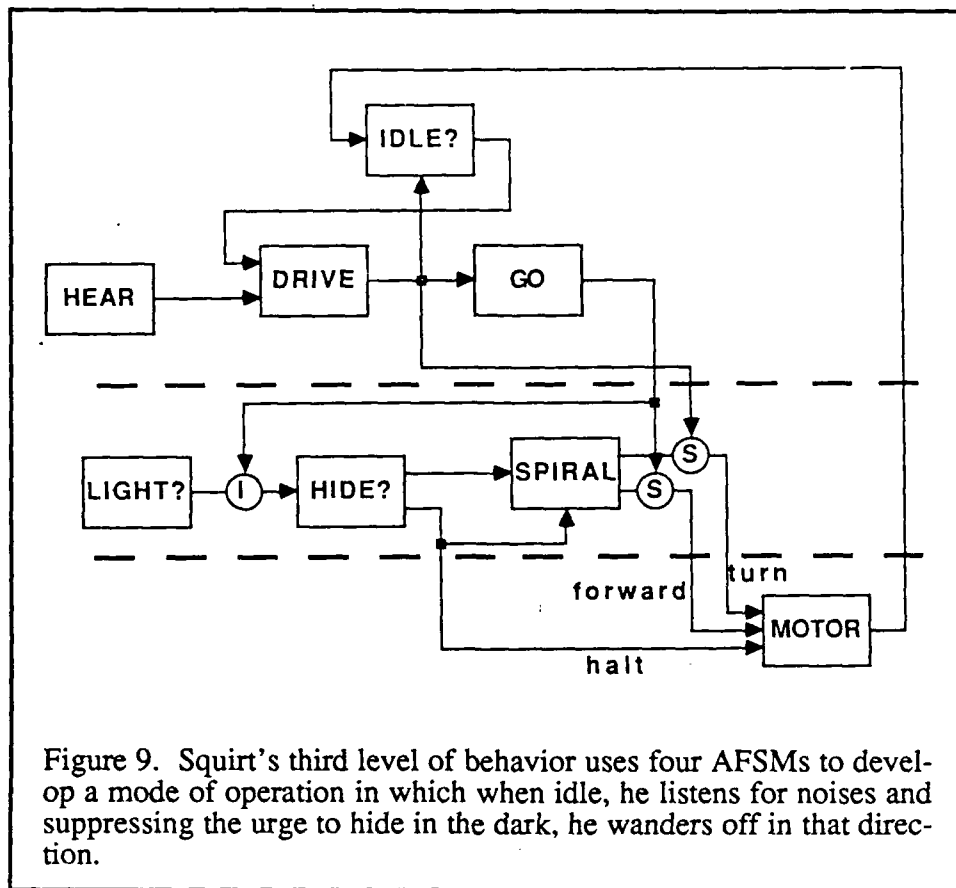 IDLE?
HEAR
DRIVE
GO
LIGHT?
I
HIDE?
SPIRAL
S
S
forward
turn
MOTOR
halt
Figure 9. Squirt's third level of behavior uses four AFSMs to devel-
op a mode of operation in which when idle, he listens for noises and
suppressing the urge to hide in the dark, he wanders off in that direc-
tion.